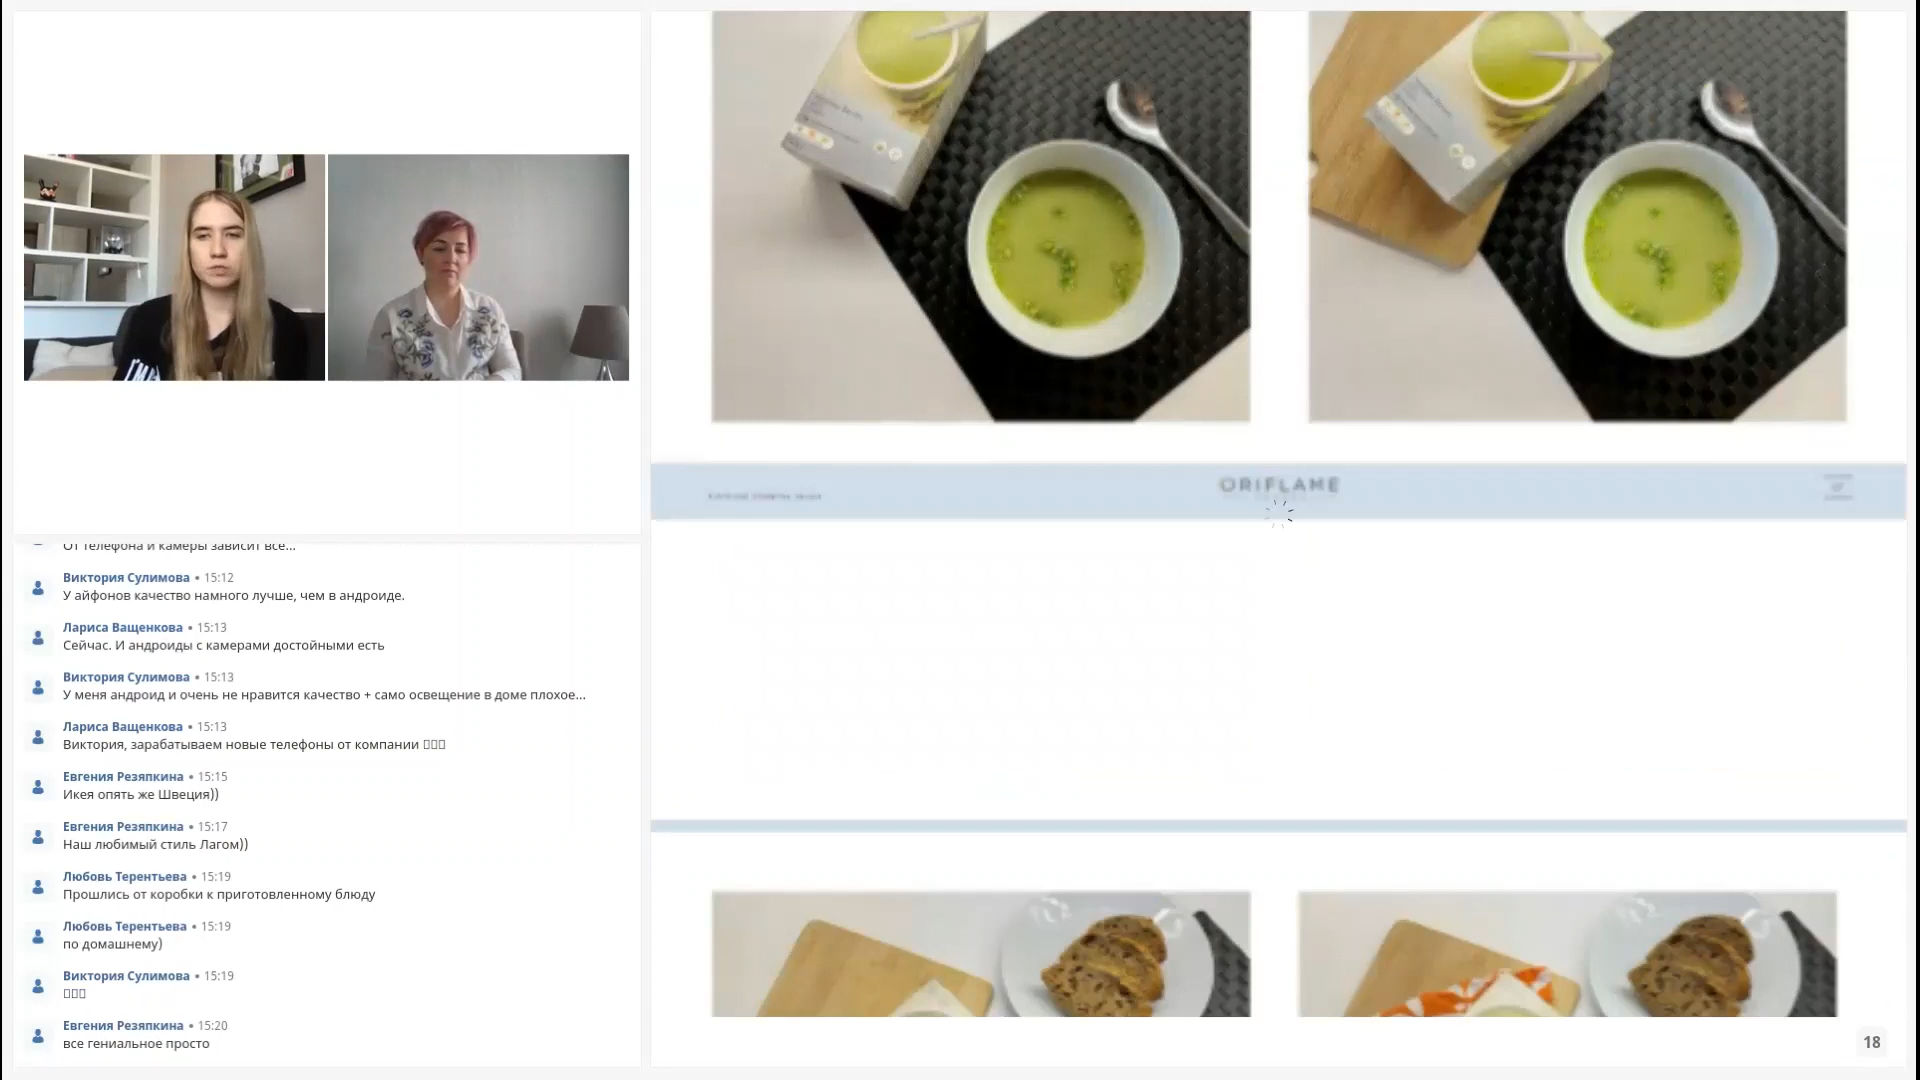 От телефона и камеры зависит все...
Виктория Сулимова • 15:12
У айфонов качество намного лучше, чем в андроиде.
Лариса Ващенкова • 15:13
Сейчас. И андроиды с камерами достойными есть
Виктория Сулимова • 15:13
У меня андроид и очень не нравится качество + само освещение в доме плохое...
Лариса Ващенкова • 15:13
Виктория, зарабатываем новые телефоны от компании
Евгения Резяпкина • 15:15
Икея опять же Швеция))
Евгения Резяпкина • 15:17
Наш любимый стиль Лагом))
Любовь Терентьева • 15:19
Прошлись от коробки к приготовленному блюду
Любовь Терентьева • 15:19
по домашнему)
Виктория Сулимова • 15:19
Евгения Резяпкина • 15:20
все гениальное просто
ORIFLAME
18